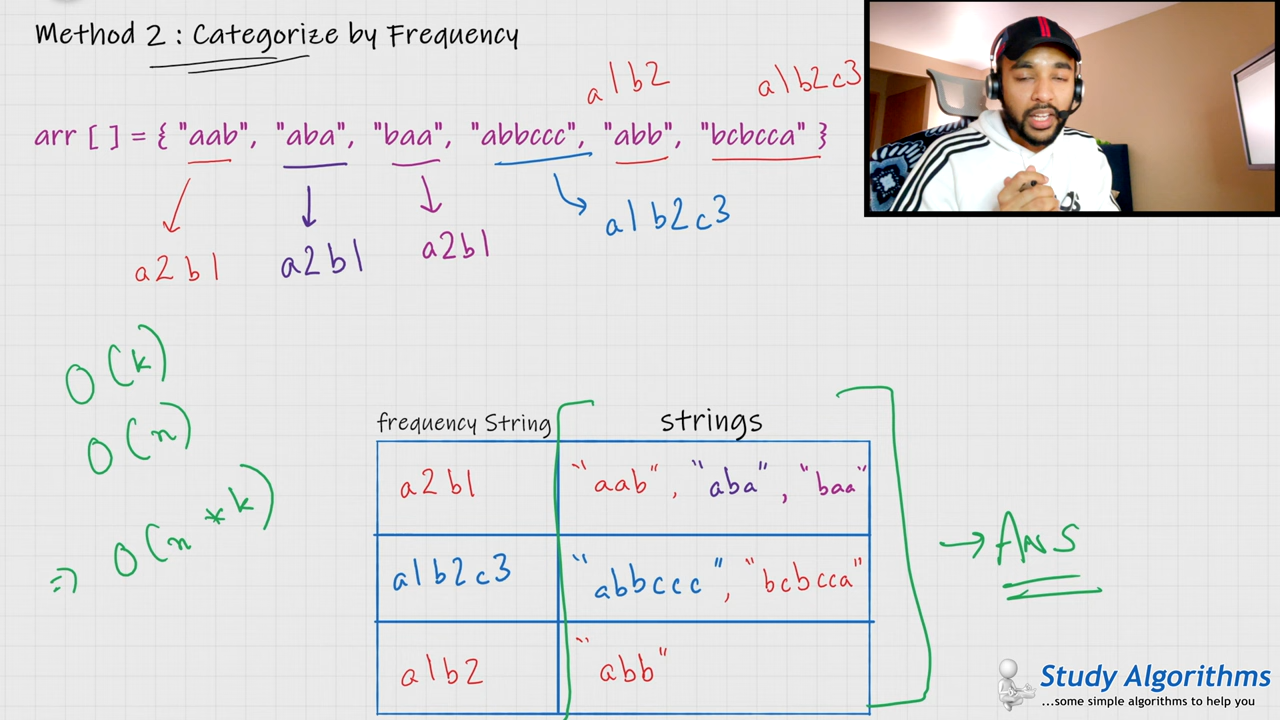 Method 2 : Categorize by Frequency
a1b2
a1b2c3
arr [ ] = { "aab", "aba", "baa", "abbccc", "abb", "bcbcca" }
a2b1
a2b1
a2b1
a1b2c3
O(k)
O(n)
=> O(n * k)
frequency String
strings
a2b1
"aab", "aba", "baa"
a1b2c3
"abbccc", "bcbcca"
a1b2
"abb"
→ ANS
Study Algorithms
...some simple algorithms to help you